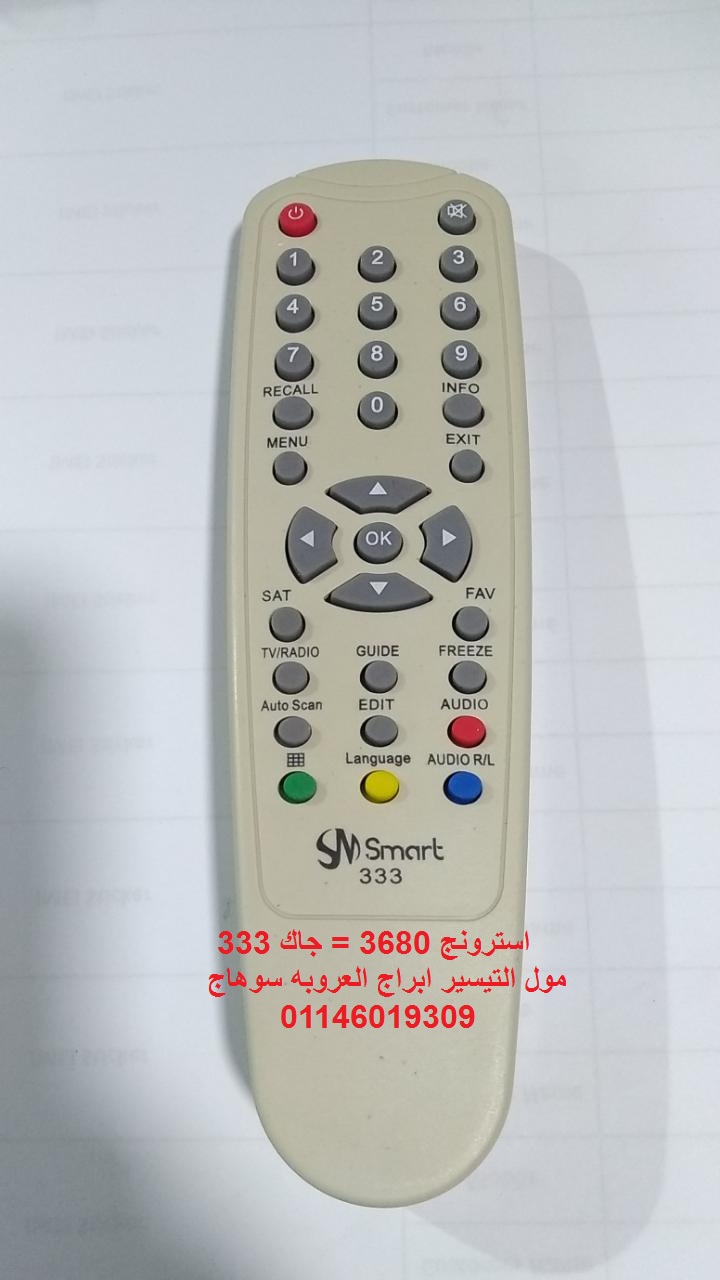 1 2 3
4 5 6
7 8 9
RECALL INFO
0
MENU EXIT
OK
SAT FAV
TV/RADIO GUIDE FREEZE
Auto Scan EDIT AUDIO
Language AUDIO R/L
SM Smart
333
استرونج 3680 = جاك 333
مول التيسير ابراج العروبه سوهاج
01146019309